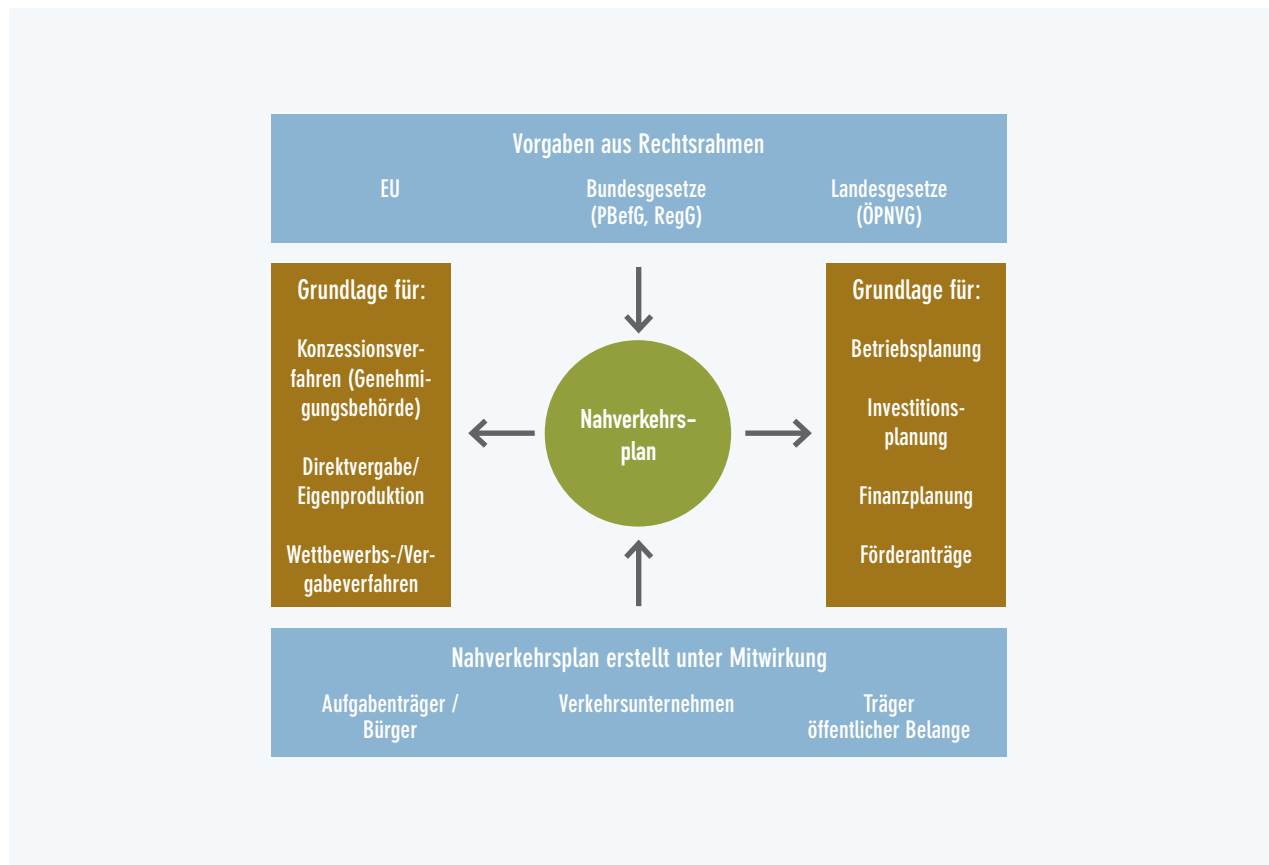 Vorgaben aus Rechtsrahmen
EU
Bundesgesetze
(PBefG, RegG)
Landesgesetze
(ÖPNVG)
Grundlage für:
Konzessionsver-
fahren (Genehmi-
gungsbehörde)
Direktvergabe/
Eigenproduktion
Wettbewerbs-/Ver-
gabeverfahren
Nahverkehrs-
plan
Grundlage für:
Betriebsplanung
Investitions-
planung
Finanzplanung
Förderanträge
Nahverkehrsplan erstellt unter Mitwirkung
Aufgabenträger /
Bürger
Verkehrsunternehmen
Träger
öffentlicher Belange